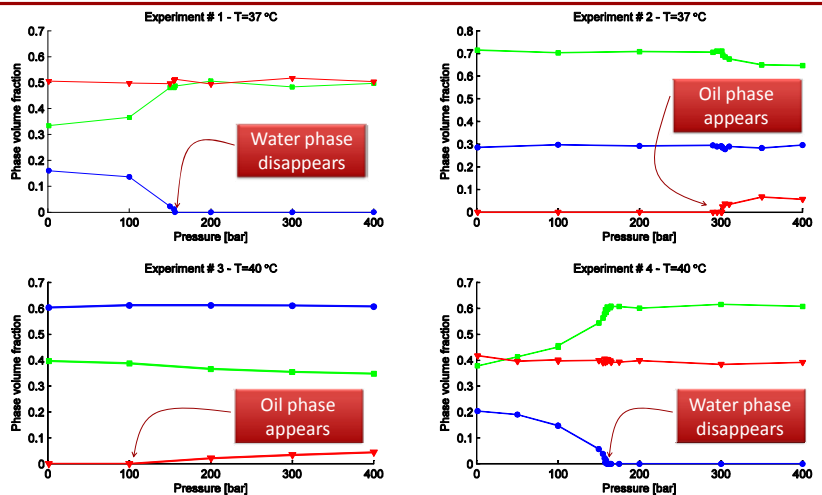 Experiment # 1 - T=37 ºC
Phase volume fraction
0.7
0.6
0.5
0.4
0.3
0.2
0.1
0
0 100 200 300 400
Pressure [bar]
Water phase
disappears
Experiment # 2 - T=37 ºC
Phase volume fraction
0.8
0.7
0.6
0.5
0.4
0.3
0.2
0.1
0
0 100 200 300 400
Pressure [bar]
Oil phase
appears
Experiment # 3 - T=40 ºC
Phase volume fraction
0.7
0.6
0.5
0.4
0.3
0.2
0.1
0
0 100 200 300 400
Pressure [bar]
Oil phase
appears
Experiment # 4 - T=40 ºC
Phase volume fraction
0.7
0.6
0.5
0.4
0.3
0.2
0.1
0
0 100 200 300 400
Pressure [bar]
Water phase
disappears